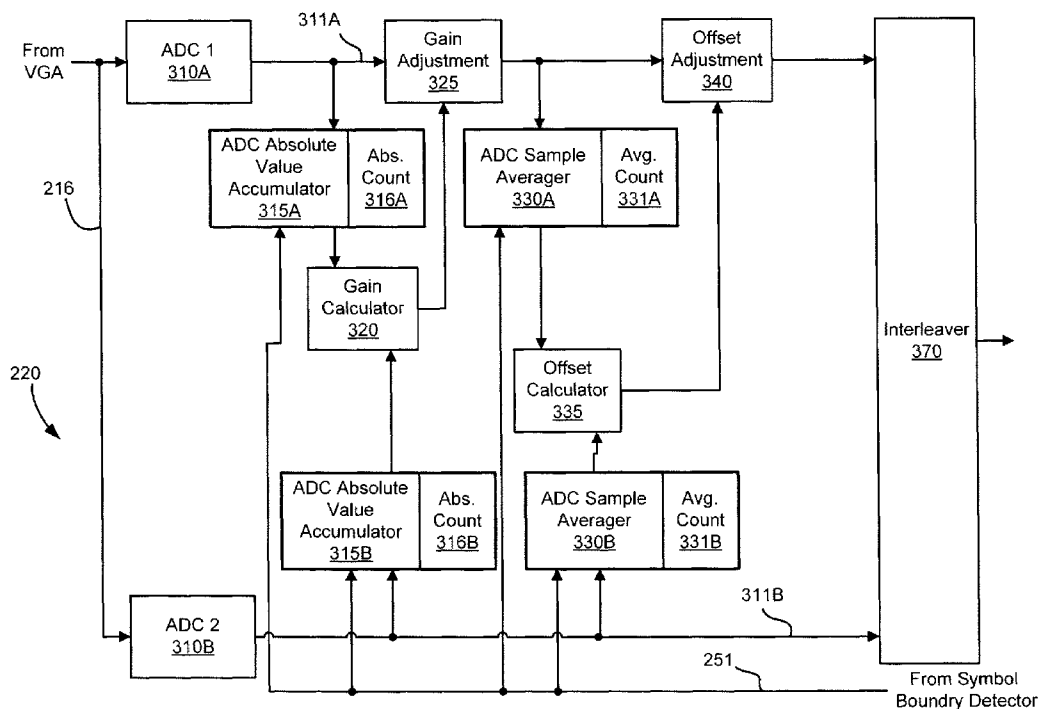 From
VGA
ADC 1
310A
311A
Gain
Adjustment
325
Offset
Adjustment
340
ADC Absolute
Value
Accumulator
315A
Abs.
Count
316A
ADC Sample
Averager
330A
Avg.
Count
331A
216
Gain
Calculator
320
Interleaver
370
Offset
Calculator
335
220
ADC Absolute
Value
Accumulator
315B
Abs.
Count
316B
ADC Sample
Averager
330B
Avg.
Count
331B
ADC 2
310B
311B
251
From Symbol
Boundry Detector